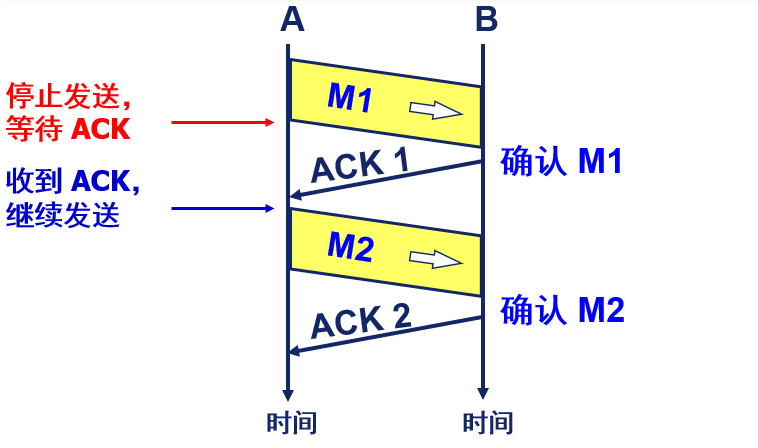 A
B
停止发送，
等待 ACK
M1
ACK 1
确认 M1
收到 ACK，
继续发送
M2
ACK 2
确认 M2
时间
时间